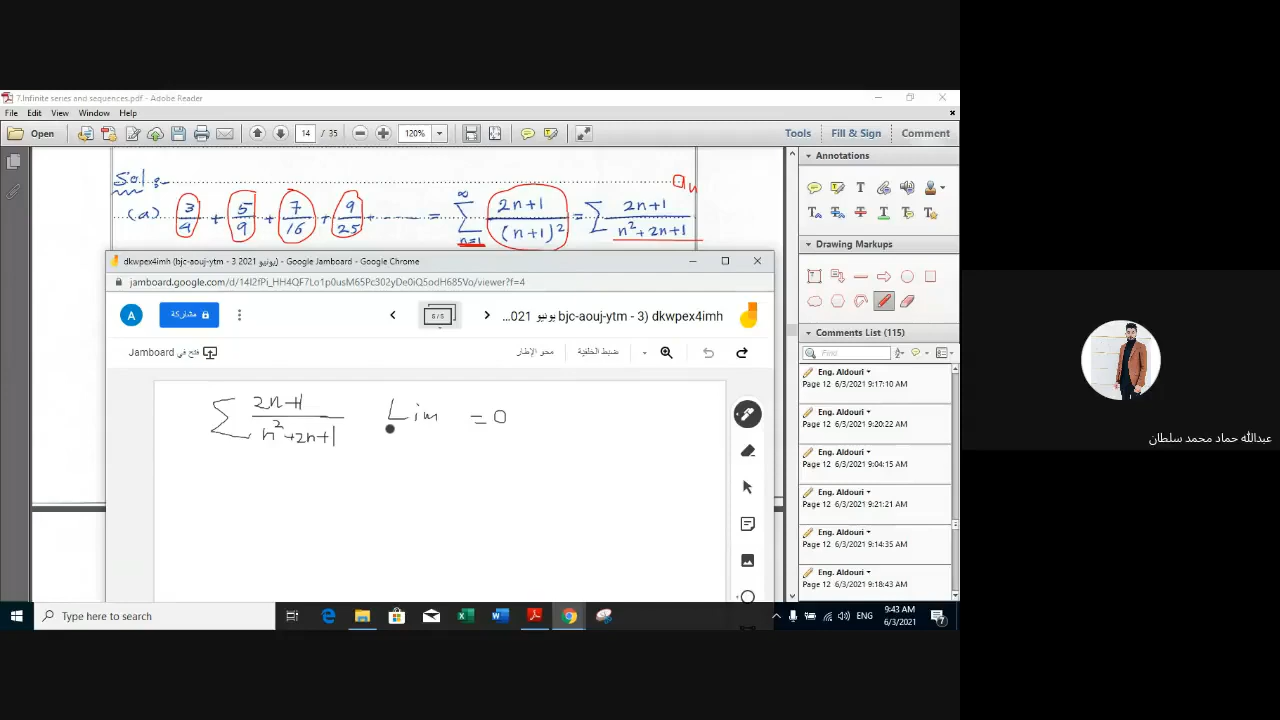 7.Infinite series and sequences.pdf - Adobe Reader
File Edit View Window Help
Open 14 / 35 120% Tools Fill & Sign Comment
Sol:-
an
(a) 3/4 + 5/9 + 7/16 + 9/25 + ----- = ∞ Σ n=1 2n+1/(n+1)² = Σ 2n+1/n²+2n+1
Annotations
Drawing Markups
Comments List (115)
Find
Eng. Aldouri
Page 12 6/3/2021 9:17:10 AM
Eng. Aldouri
Page 12 6/3/2021 9:20:22 AM
Eng. Aldouri
Page 12 6/3/2021 9:04:15 AM
Eng. Aldouri
Page 12 6/3/2021 9:21:21 AM
Eng. Aldouri
Page 12 6/3/2021 9:14:35 AM
Eng. Aldouri
Page 12 6/3/2021 9:18:43 AM
dkwpex4imh (bjc-aouj-ytm - 3 يونيو 2021) - Google Jamboard - Google Chrome
jamboard.google.com/d/14I2fPi_HH4QF7Lo1p0usM65Pc302yDe0iQ5odH685Vo/viewer?f=4
A مشاركة 5 / 5 ...021 يونيو bjc-aouj-ytm - 3) dkwpex4imh
فتح في Jamboard محو الإطار ضبط الخلفية
Σ 2n+1/n²+2n+1 Lim = 0
عبدالله حماد محمد سلطان
Type here to search
ENG
9:43 AM
6/3/2021